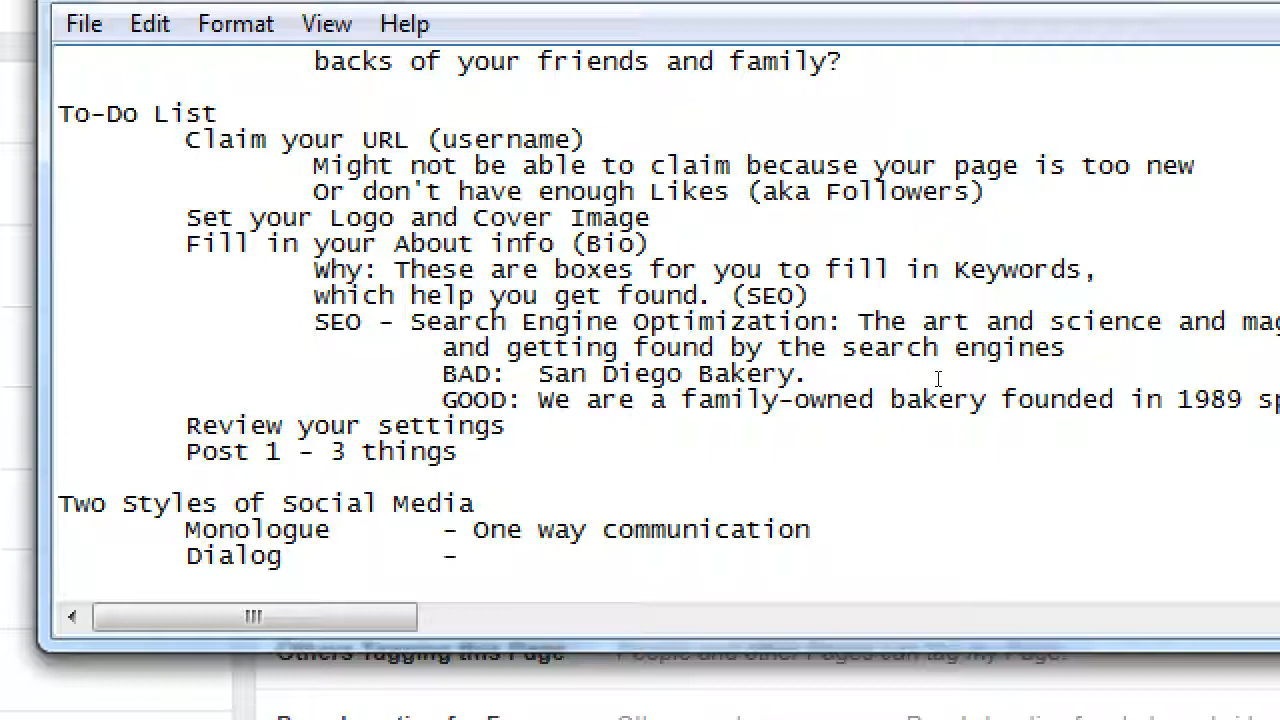 File Edit Format View Help
backs of your friends and family?
To-Do List
Claim your URL (username)
Might not be able to claim because your page is too new
Or don't have enough Likes (aka Followers)
Set your Logo and Cover Image
Fill in your About info (Bio)
Why: These are boxes for you to fill in Keywords,
which help you get found. (SEO)
SEO - Search Engine Optimization: The art and science and
and getting found by the search engines
BAD: San Diego Bakery.
GOOD: We are a family-owned bakery founded in 1989
Review your settings
Post 1 - 3 things
Two Styles of Social Media
Monologue - One way communication
Dialog -
Others Tagging this Page People and other Pages can tag my Page.